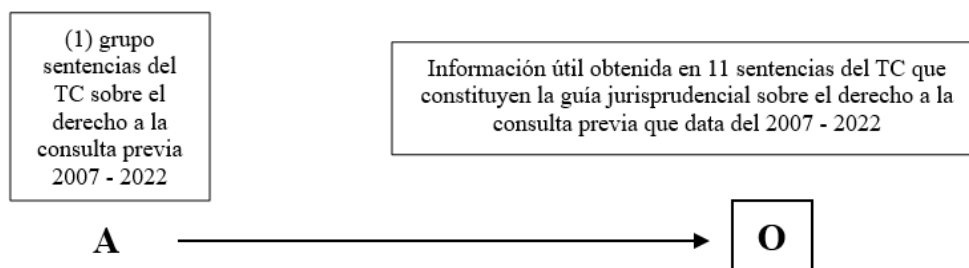 (1) grupo
sentencias del
TC sobre el
derecho a la
consulta previa
2007 - 2022
Información útil obtenida en 11 sentencias del TC que
constituyen la guía jurisprudencial sobre el derecho a la
consulta previa que data del 2007 - 2022
A
O